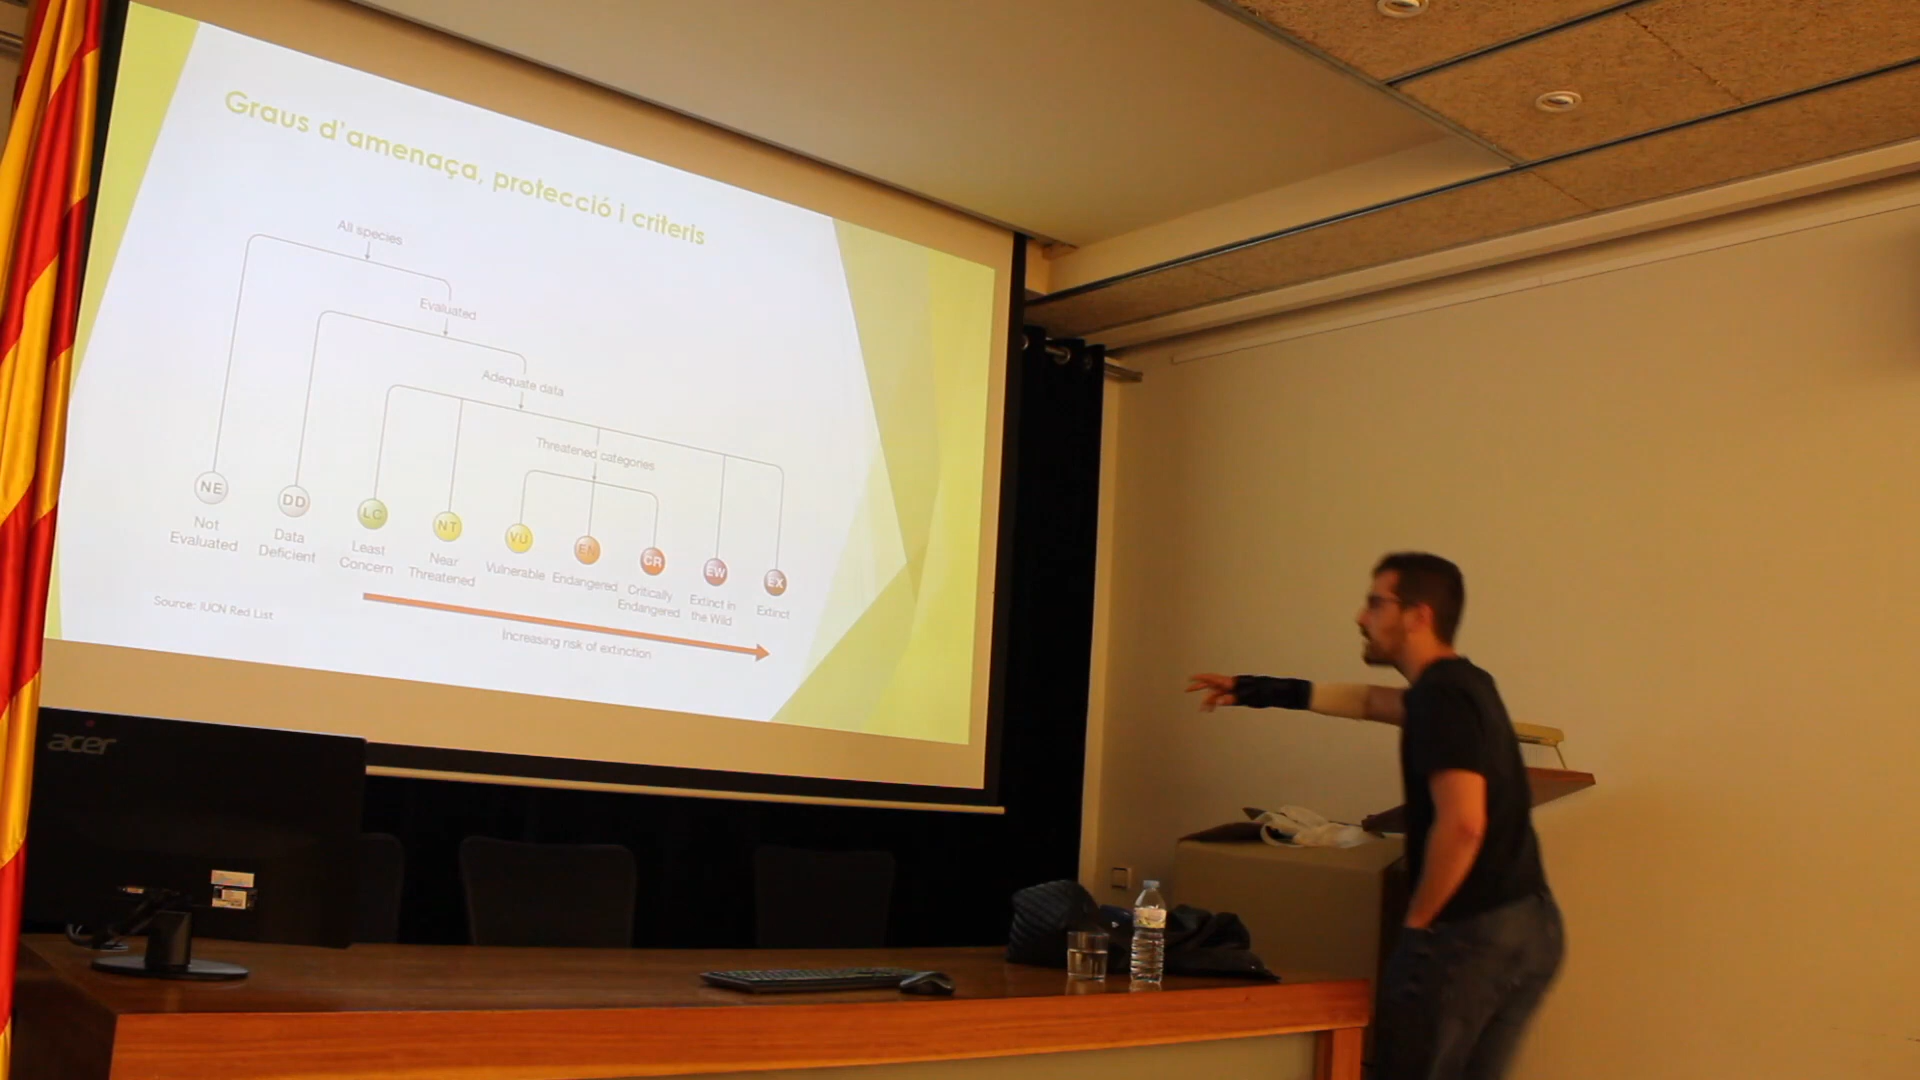 Graus d'amenaça, protecció i criteris
All species
Evaluated
Adequate data
Threatened categories
NE
DD
LC
NT
VU
EN
CR
EW
EX
Not
Evaluated
Data
Deficient
Least
Concern
Near
Threatened
Vulnerable
Endangered
Critically
Endangered
Extinct in
the Wild
Extinct
Source: IUCN Red List
Increasing risk of extinction
acer